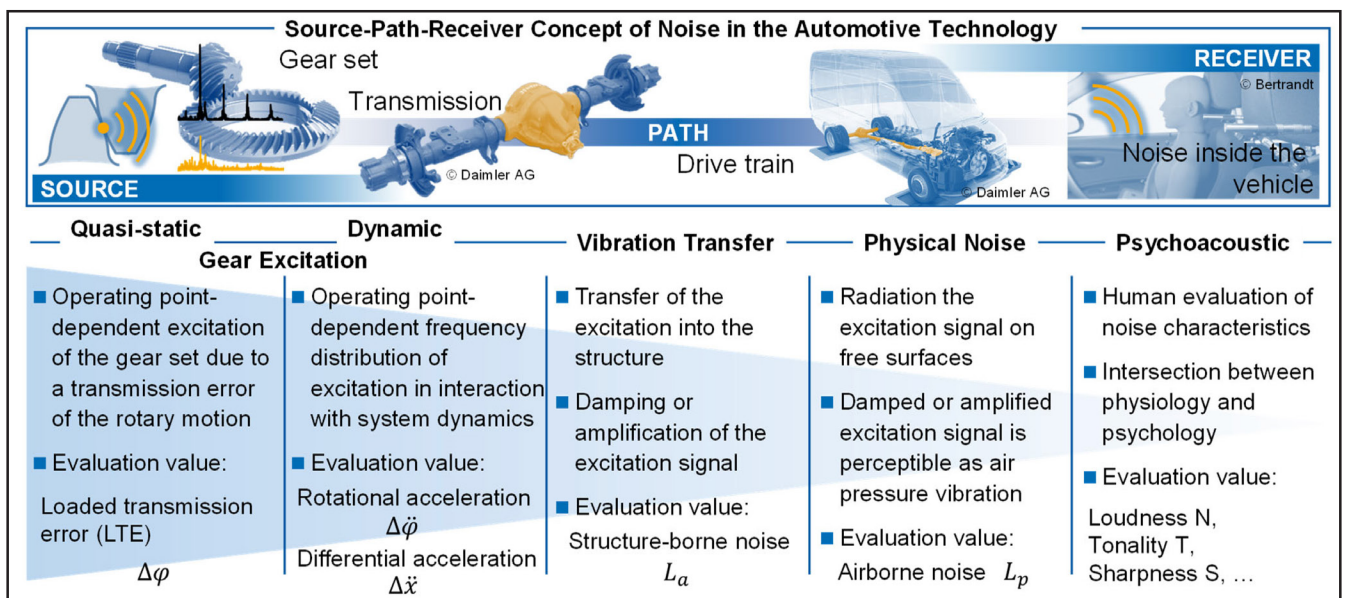 Source-Path-Receiver Concept of Noise in the Automotive Technology
Gear set
Transmission
© Daimler AG
SOURCE
PATH
Drive train
© Daimler AG
RECEIVER
© Bertrandt
Noise inside the
vehicle
Quasi-static
Dynamic
Gear Excitation
Vibration Transfer
Physical Noise
Psychoacoustic
Operating point-
dependent excitation
of the gear set due to
a transmission error
of the rotary motion
Evaluation value:
Loaded transmission
error (LTE)
Δφ
Operating point-
dependent frequency
distribution of
excitation in interaction
with system dynamics
Evaluation value:
Rotational acceleration
Δφ̈
Differential acceleration
Δẍ
Transfer of the
excitation into the
structure
Damping or
amplification of the
excitation signal
Evaluation value:
Structure-borne noise
Lₐ
Radiation the
excitation signal on
free surfaces
Damped or amplified
excitation signal is
perceptible as air
pressure vibration
Evaluation value:
Airborne noise Lₚ
Human evaluation of
noise characteristics
Intersection between
physiology and
psychology
Evaluation value:
Loudness N,
Tonality T,
Sharpness S, …